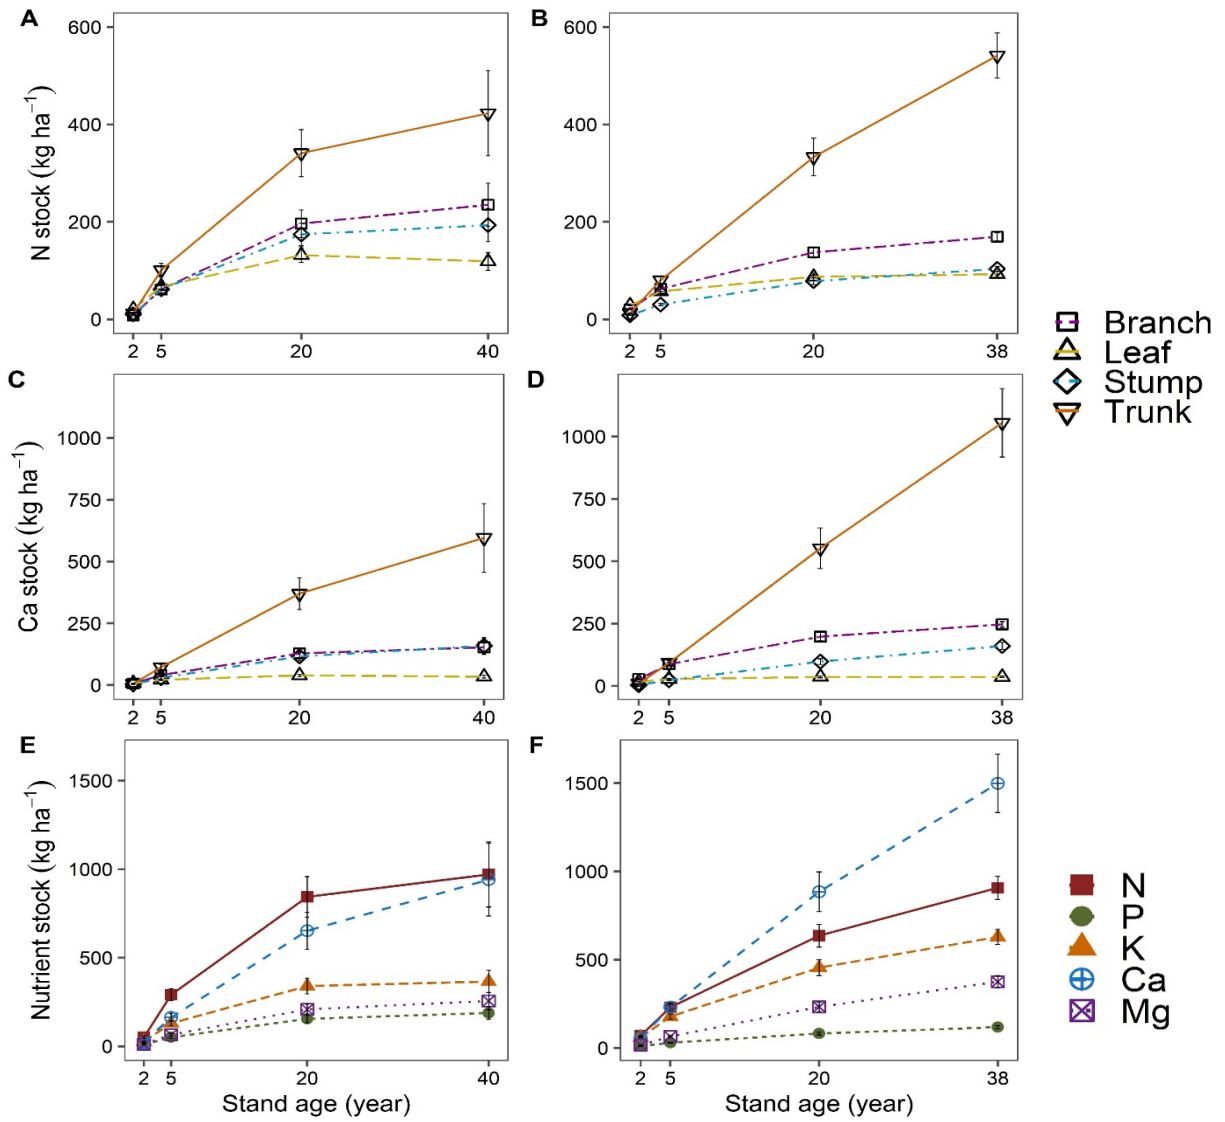 A
B
N stock (kg ha⁻¹)
600
400
200
0
2 5 20 40
600
400
200
0
2 5 20 38
Branch
Leaf
Stump
Trunk
C
D
Ca stock (kg ha⁻¹)
1000
750
500
250
0
2 5 20 40
1000
750
500
250
0
2 5 20 38
E
F
Nutrient stock (kg ha⁻¹)
1500
1000
500
0
2 5 20 40
Stand age (year)
1500
1000
500
0
2 5 20 38
Stand age (year)
N
P
K
Ca
Mg